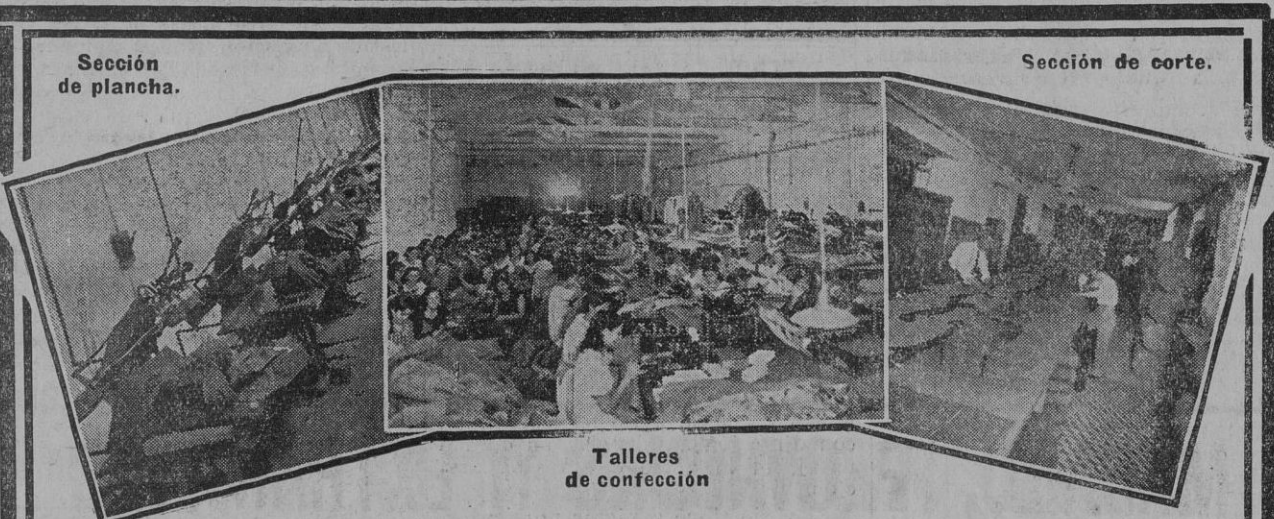 Sección
de plancha.
Sección de corte.
Talleres
de confección